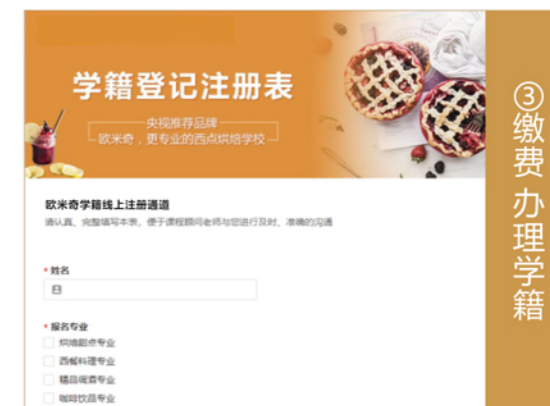 学籍登记注册表
央视推荐品牌
欧米奇，更专业的西点烘焙学校
欧米奇学籍线上注册通道
请认真、完整填写本表，便于课程顾问老师与您进行及时、准确的沟通
* 姓名
* 报名专业
烘焙甜点专业
西餐料理专业
精品调酒专业
咖啡饮品专业
③缴费 办理学籍